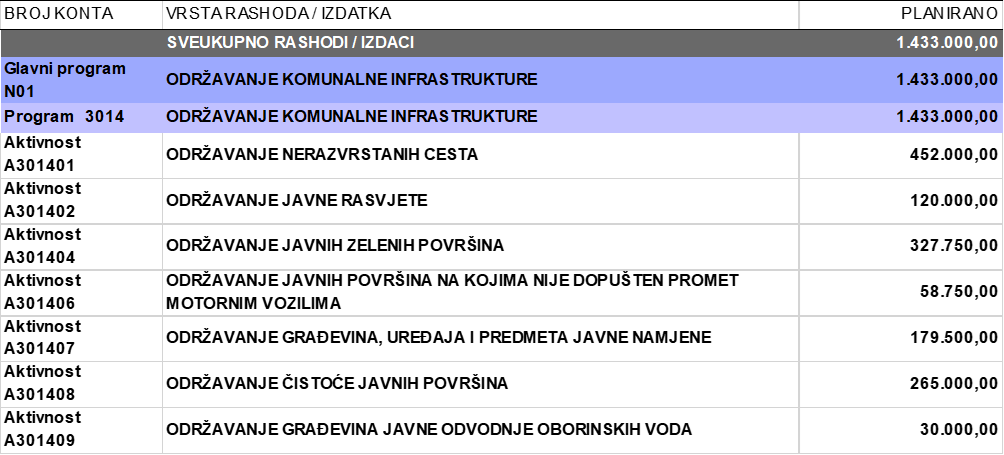 BROJ KONTA VRSTA RASHODA / IZDATKA PLANIRANO
SVEUKUPNO RASHODI / IZDACI 1.433.000,00
Glavni program
N01 ODRŽAVANJE KOMUNALNE INFRASTRUKTURE 1.433.000,00
Program 3014 ODRŽAVANJE KOMUNALNE INFRASTRUKTURE 1.433.000,00
Aktivnost
A301401 ODRŽAVANJE NERAZVRSTANIH CESTA 452.000,00
Aktivnost
A301402 ODRŽAVANJE JAVNE RASVJETE 120.000,00
Aktivnost
A301404 ODRŽAVANJE JAVNIH ZELENIH POVRŠINA 327.750,00
Aktivnost ODRŽAVANJE JAVNIH POVRŠINA NA KOJIMA NIJE DOPUŠTEN PROMET
A301406 MOTORNIM VOZILIMA 58.750,00
Aktivnost
A301407 ODRŽAVANJE GRAĐEVINA, UREĐAJA I PREDMETA JAVNE NAMJENE 179.500,00
Aktivnost
A301408 ODRŽAVANJE ČISTOĆE JAVNIH POVRŠINA 265.000,00
Aktivnost
A301409 ODRŽAVANJE GRAĐEVINA JAVNE ODVODNJE OBORINSKIH VODA 30.000,00